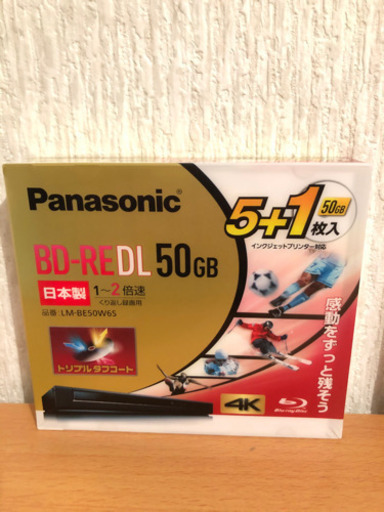 Panasonic
5+1枚入
50GB
インクジェットプリンター対応
BD-RE DL 50GB
日本製
1〜2倍速
くり返し録画用
品番:LM-BE50W6S
トリプルタフコート
感動をずっと残そう
4K
Blu-ray Disc